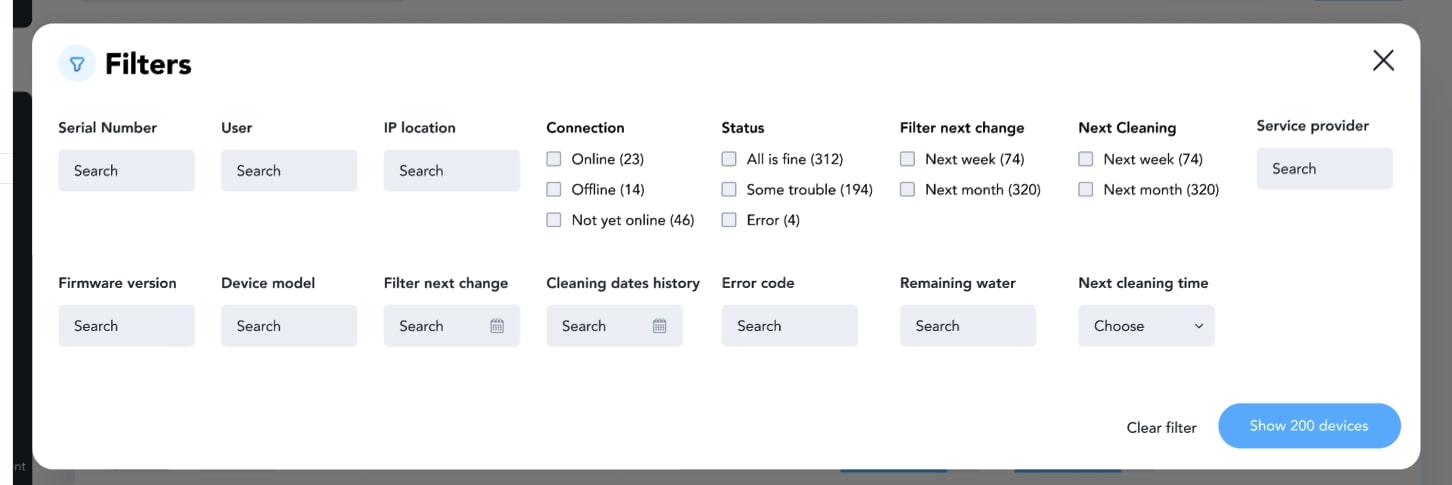 Filters
Serial Number
Search
User
Search
IP location
Search
Connection
Online (23)
Offline (14)
Not yet online (46)
Status
All is fine (312)
Some trouble (194)
Error (4)
Filter next change
Next week (74)
Next month (320)
Next Cleaning
Next week (74)
Next month (320)
Service provider
Search
Firmware version
Search
Device model
Search
Filter next change
Search
Cleaning dates history
Search
Error code
Search
Remaining water
Search
Next cleaning time
Choose
Clear filter
Show 200 devices
nt